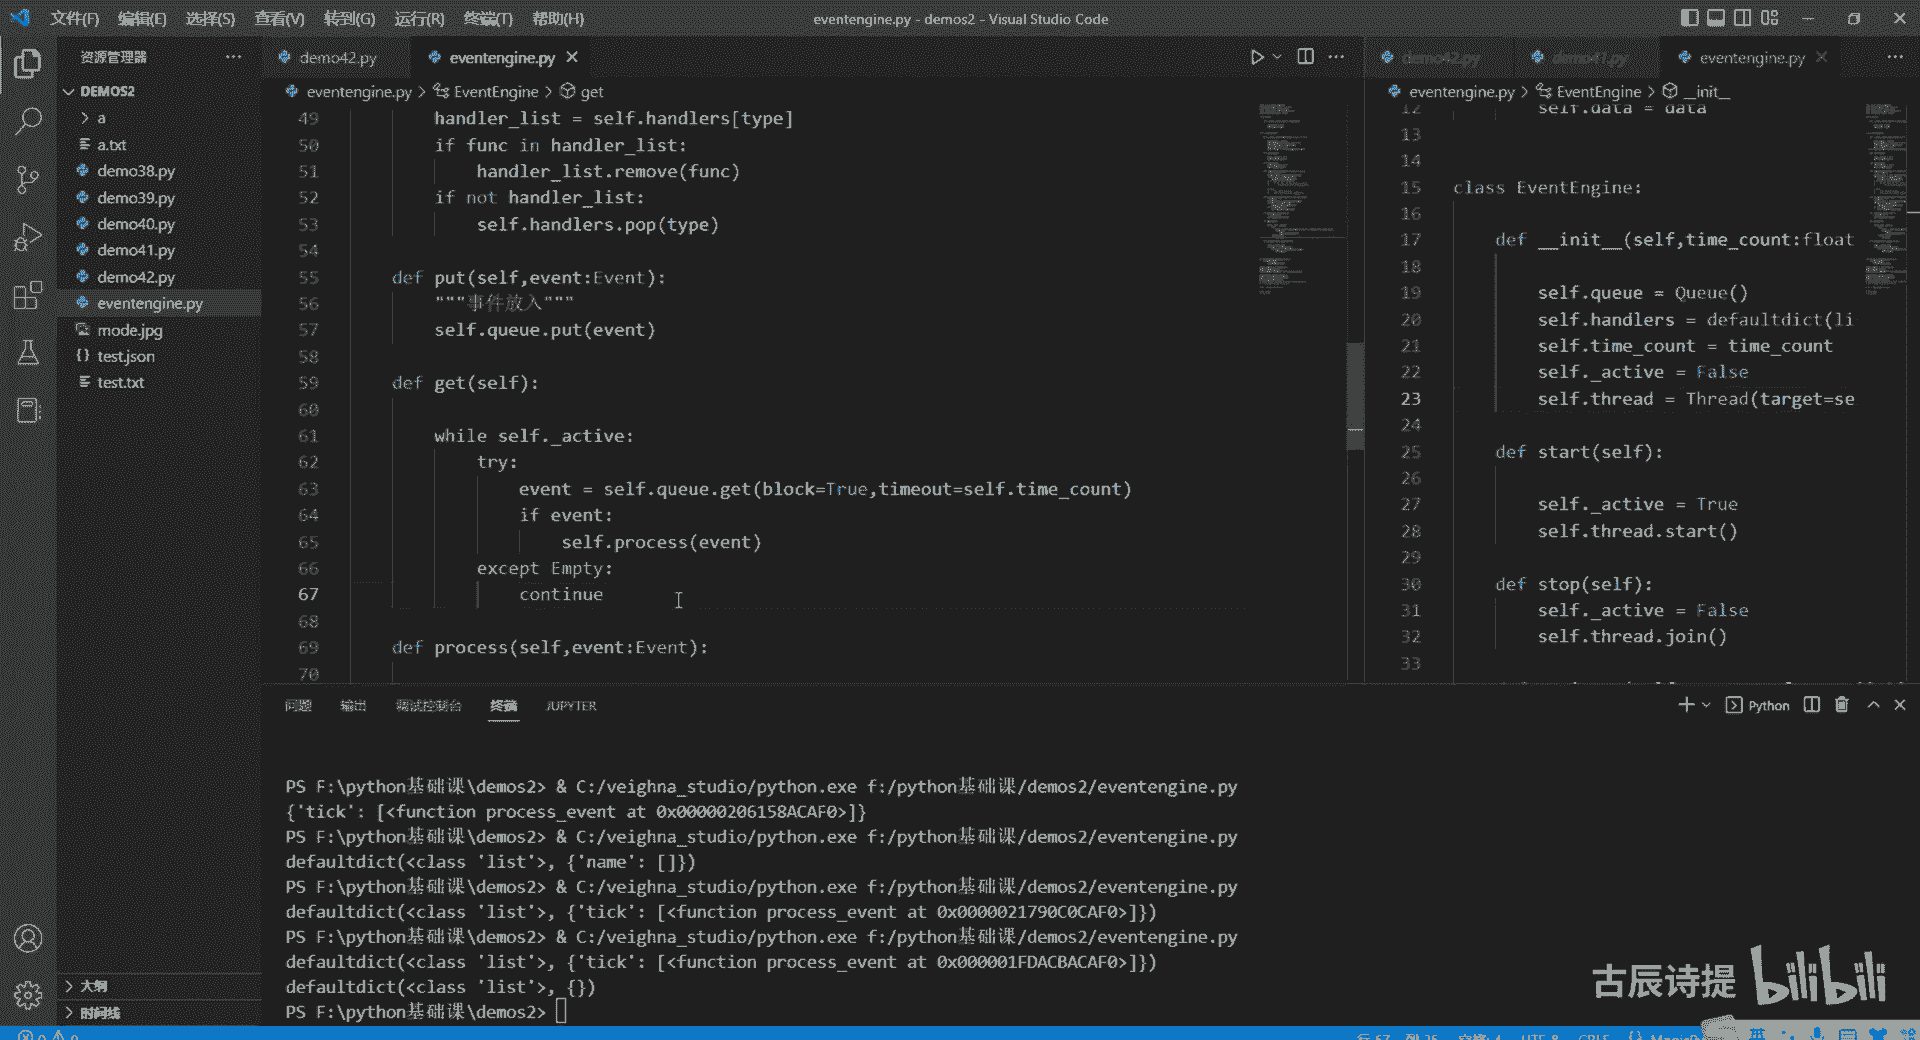 文件(F) 编辑(E) 选择(S) 查看(V) 转到(G) 运行(R) 终端(T) 帮助(H)
eventengine.py - demos2 - Visual Studio Code
资源管理器
DEMOS2
a
a.txt
demo38.py
demo39.py
demo40.py
demo41.py
demo42.py
eventengine.py
mode.jpg
test.json
test.txt
大纲
时间线
demo42.py
eventengine.py
eventengine.py > EventEngine > get
49 handler_list = self.handlers[type]
50 if func in handler_list:
51 handler_list.remove(func)
52 if not handler_list:
53 self.handlers.pop(type)
54
55 def put(self,event:Event):
56 """事件放入"""
57 self.queue.put(event)
58
59 def get(self):
60
61 while self._active:
62 try:
63 event = self.queue.get(block=True,timeout=self.time_count)
64 if event:
65 self.process(event)
66 except Empty:
67 continue
68
69 def process(self,event:Event):
70
demo42.py
demo41.py
eventengine.py
eventengine.py > EventEngine > __init__
12 self.data = data
13
14
15 class EventEngine:
16
17 def __init__(self,time_count:float
18
19 self.queue = Queue()
20 self.handlers = defaultdict(li
21 self.time_count = time_count
22 self._active = False
23 self.thread = Thread(target=se
24
25 def start(self):
26
27 self._active = True
28 self.thread.start()
29
30 def stop(self):
31 self._active = False
32 self.thread.join()
33
问题 输出 调试控制台 终端 JUPYTER
Python
PS F:\python基础课\demos2> & C:/veighna_studio/python.exe f:/python基础课/demos2/eventengine.py
{'tick': [<function process_event at 0x00000206158ACAF0>]}
PS F:\python基础课\demos2> & C:/veighna_studio/python.exe f:/python基础课/demos2/eventengine.py
defaultdict(<class 'list'>, {'name': []})
PS F:\python基础课\demos2> & C:/veighna_studio/python.exe f:/python基础课/demos2/eventengine.py
defaultdict(<class 'list'>, {'tick': [<function process_event at 0x0000021790C0CAF0>]})
PS F:\python基础课\demos2> & C:/veighna_studio/python.exe f:/python基础课/demos2/eventengine.py
defaultdict(<class 'list'>, {'tick': [<function process_event at 0x000001FDACBACAF0>]})
defaultdict(<class 'list'>, {})
PS F:\python基础课\demos2>
古辰诗提 bilibili